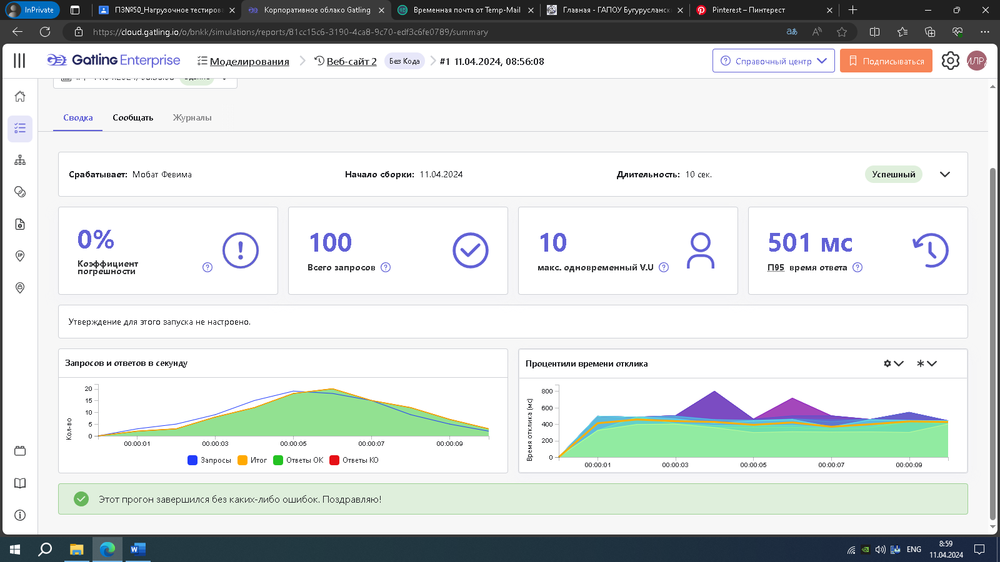 InPrivate
ПЗ№50_Нагрузочное тестирова
Корпоративное облако Gatling
Временная почта от Temp-Mail
Главная - ГАПОУ Бугурусланск
Pinterest – Пинтерест
https://cloud.gatling.io/o/bnkk/simulations/reports/81cc15c6-3190-4ca8-9c70-edf3c6fe0789/summary
Gatling Enterprise
Моделирования
Веб-сайт 2
Без Кода
#1 11.04.2024, 08:56:08
Справочный центр
Подписываться
Сводка
Сообщать
Журналы
Срабатывает: Мобат Февима
Начало сборки: 11.04.2024
Длительность: 10 сек.
Успешный
0%
Коэффициент
погрешности
100
Всего запросов
10
макс. одновременный V.U
501 мс
П95 время ответа
Утверждение для этого запуска не настроено.
Запросов и ответов в секунду
Кол-во
20
15
10
5
0
00:00:01
00:00:03
00:00:05
00:00:07
00:00:09
Запросы
Итог
Ответы ОК
Ответы КО
Процентили времени отклика
Время отклика (мс)
800
600
400
200
0
00:00:01
00:00:03
00:00:05
00:00:07
00:00:09
Этот прогон завершился без каких-либо ошибок. Поздравляю!
ENG
8:59
11.04.2024